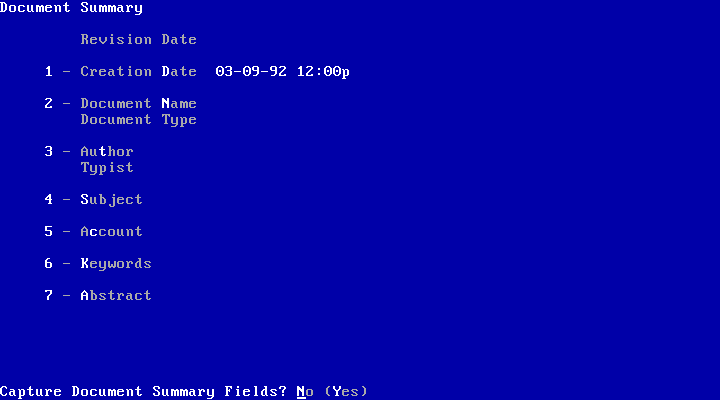 Document Summary
Revision Date
1 - Creation Date 03-09-92 12:00p
2 - Document Name
Document Type
3 - Author
Typist
4 - Subject
5 - Account
6 - Keywords
7 - Abstract
Capture Document Summary Fields? No (Yes)